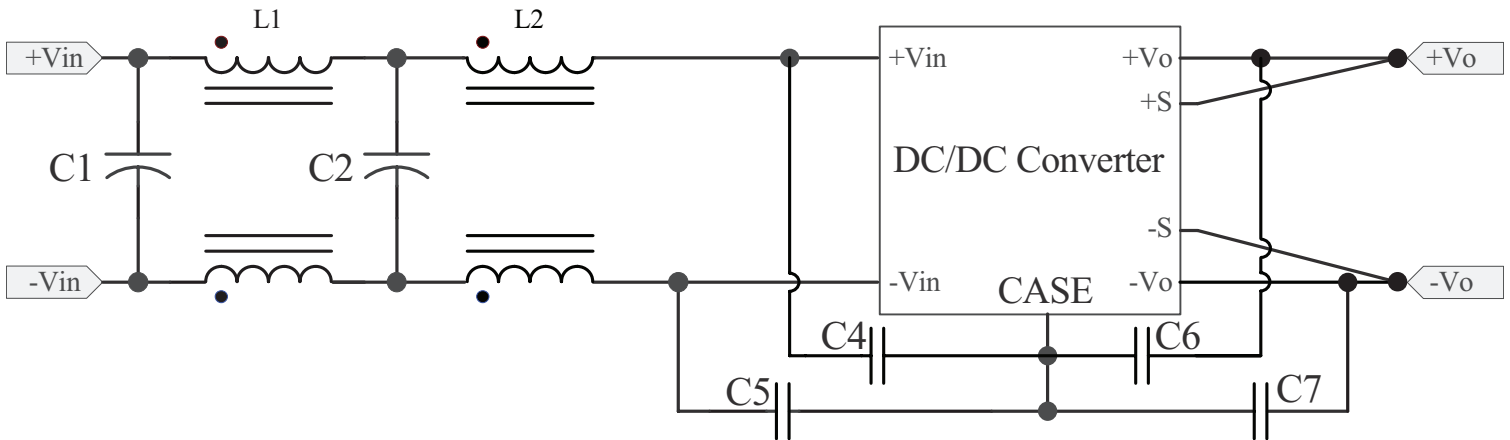 L1
L2
+Vin
+Vin
+Vo
+Vo
+S
C1
C2
DC/DC Converter
-S
-Vin
-Vin
CASE
-Vo
-Vo
C4
C6
C5
C7